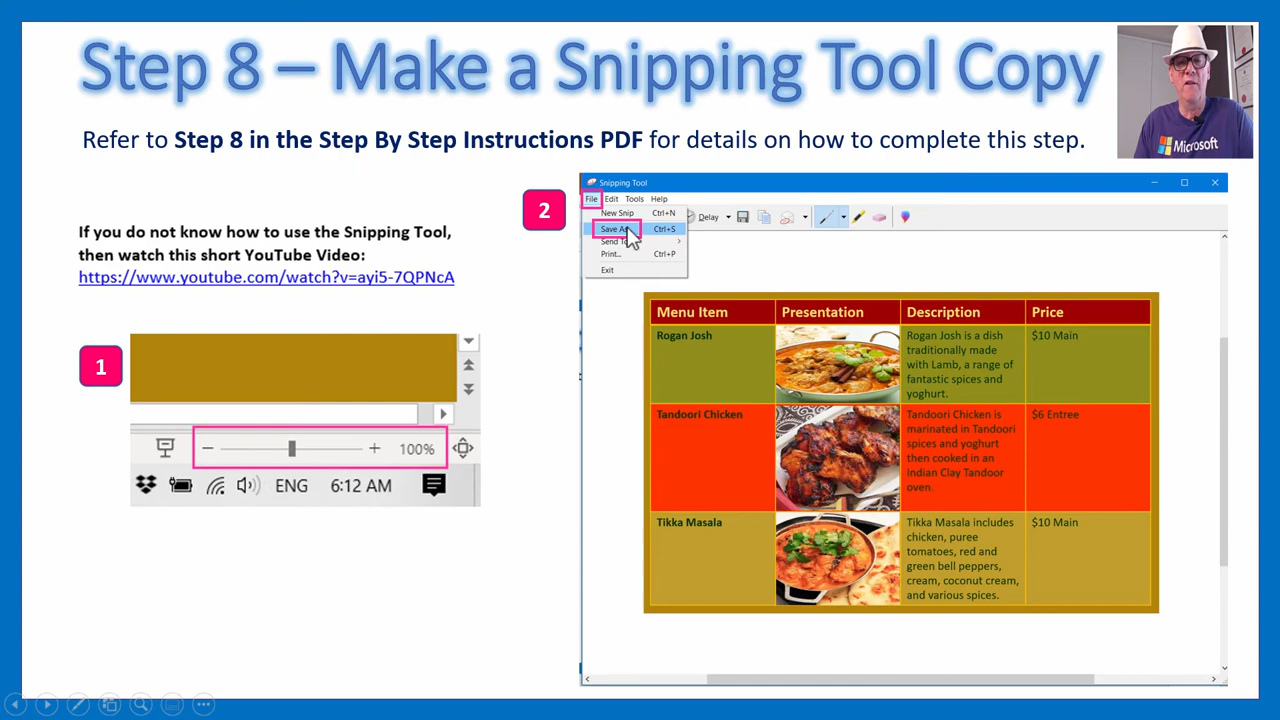 Step 8 – Make a Snipping Tool Copy
Refer to Step 8 in the Step By Step Instructions PDF for details on how to complete this step.
Microsoft
If you do not know how to use the Snipping Tool,
then watch this short YouTube Video:
https://www.youtube.com/watch?v=ayi5-7QPNcA
1
100%
ENG 6:12 AM
2
Snipping Tool
File Edit Tools Help
New Snip Ctrl+N
Delay
Save As Ctrl+S
Send To
Print... Ctrl+P
Exit
Menu Item Presentation Description Price
Rogan Josh
Rogan Josh is a dish
traditionally made
with Lamb, a range of
fantastic spices and
yoghurt.
$10 Main
Tandoori Chicken
Tandoori Chicken is
marinated in Tandoori
spices and yoghurt
then cooked in an
Indian Clay Tandoor
oven.
$6 Entree
Tikka Masala
Tikka Masala includes
chicken, puree
tomatoes, red and
green bell peppers,
cream, coconut cream,
and various spices.
$10 Main